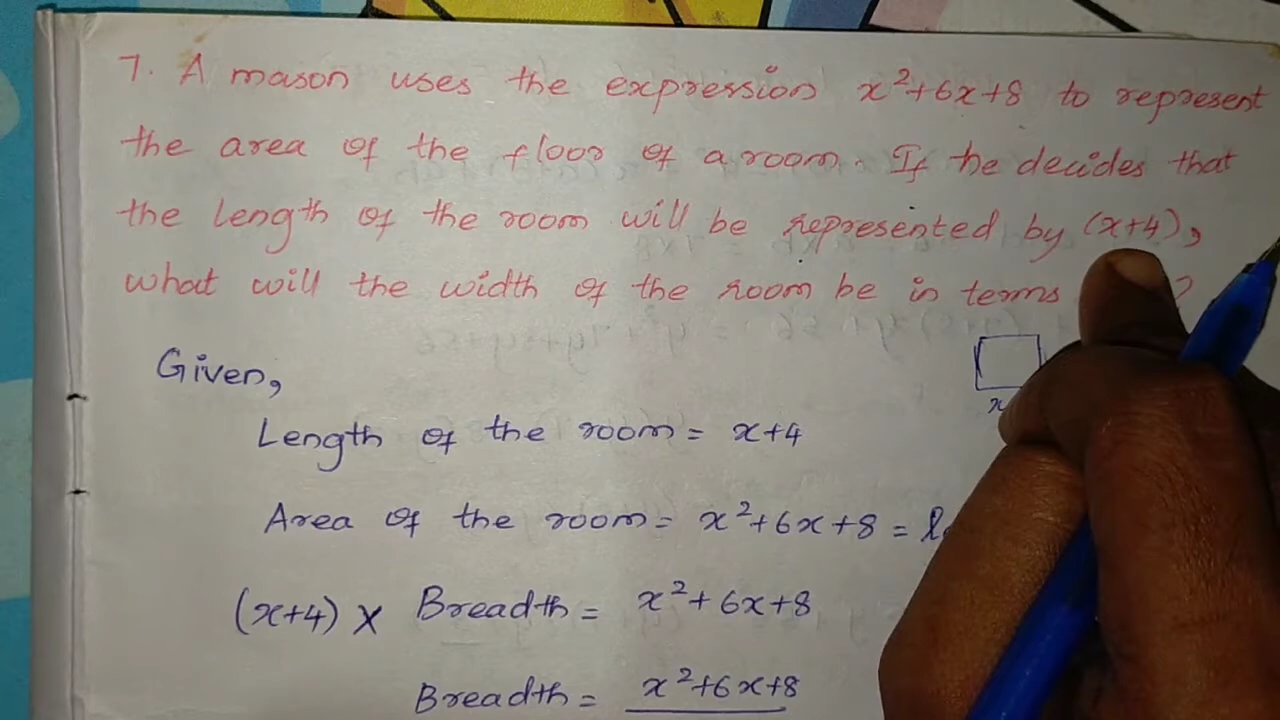 7. A mason uses the expression x²+6x+8 to represent
the area of the floor of a room. If he decides that
the length of the room will be represented by (x+4),
what will the width of the room be in terms ?
Given,
x
Length of the room = x+4
Area of the room = x²+6x+8 = l
(x+4) x Breadth = x²+6x+8
Breadth = x²+6x+8